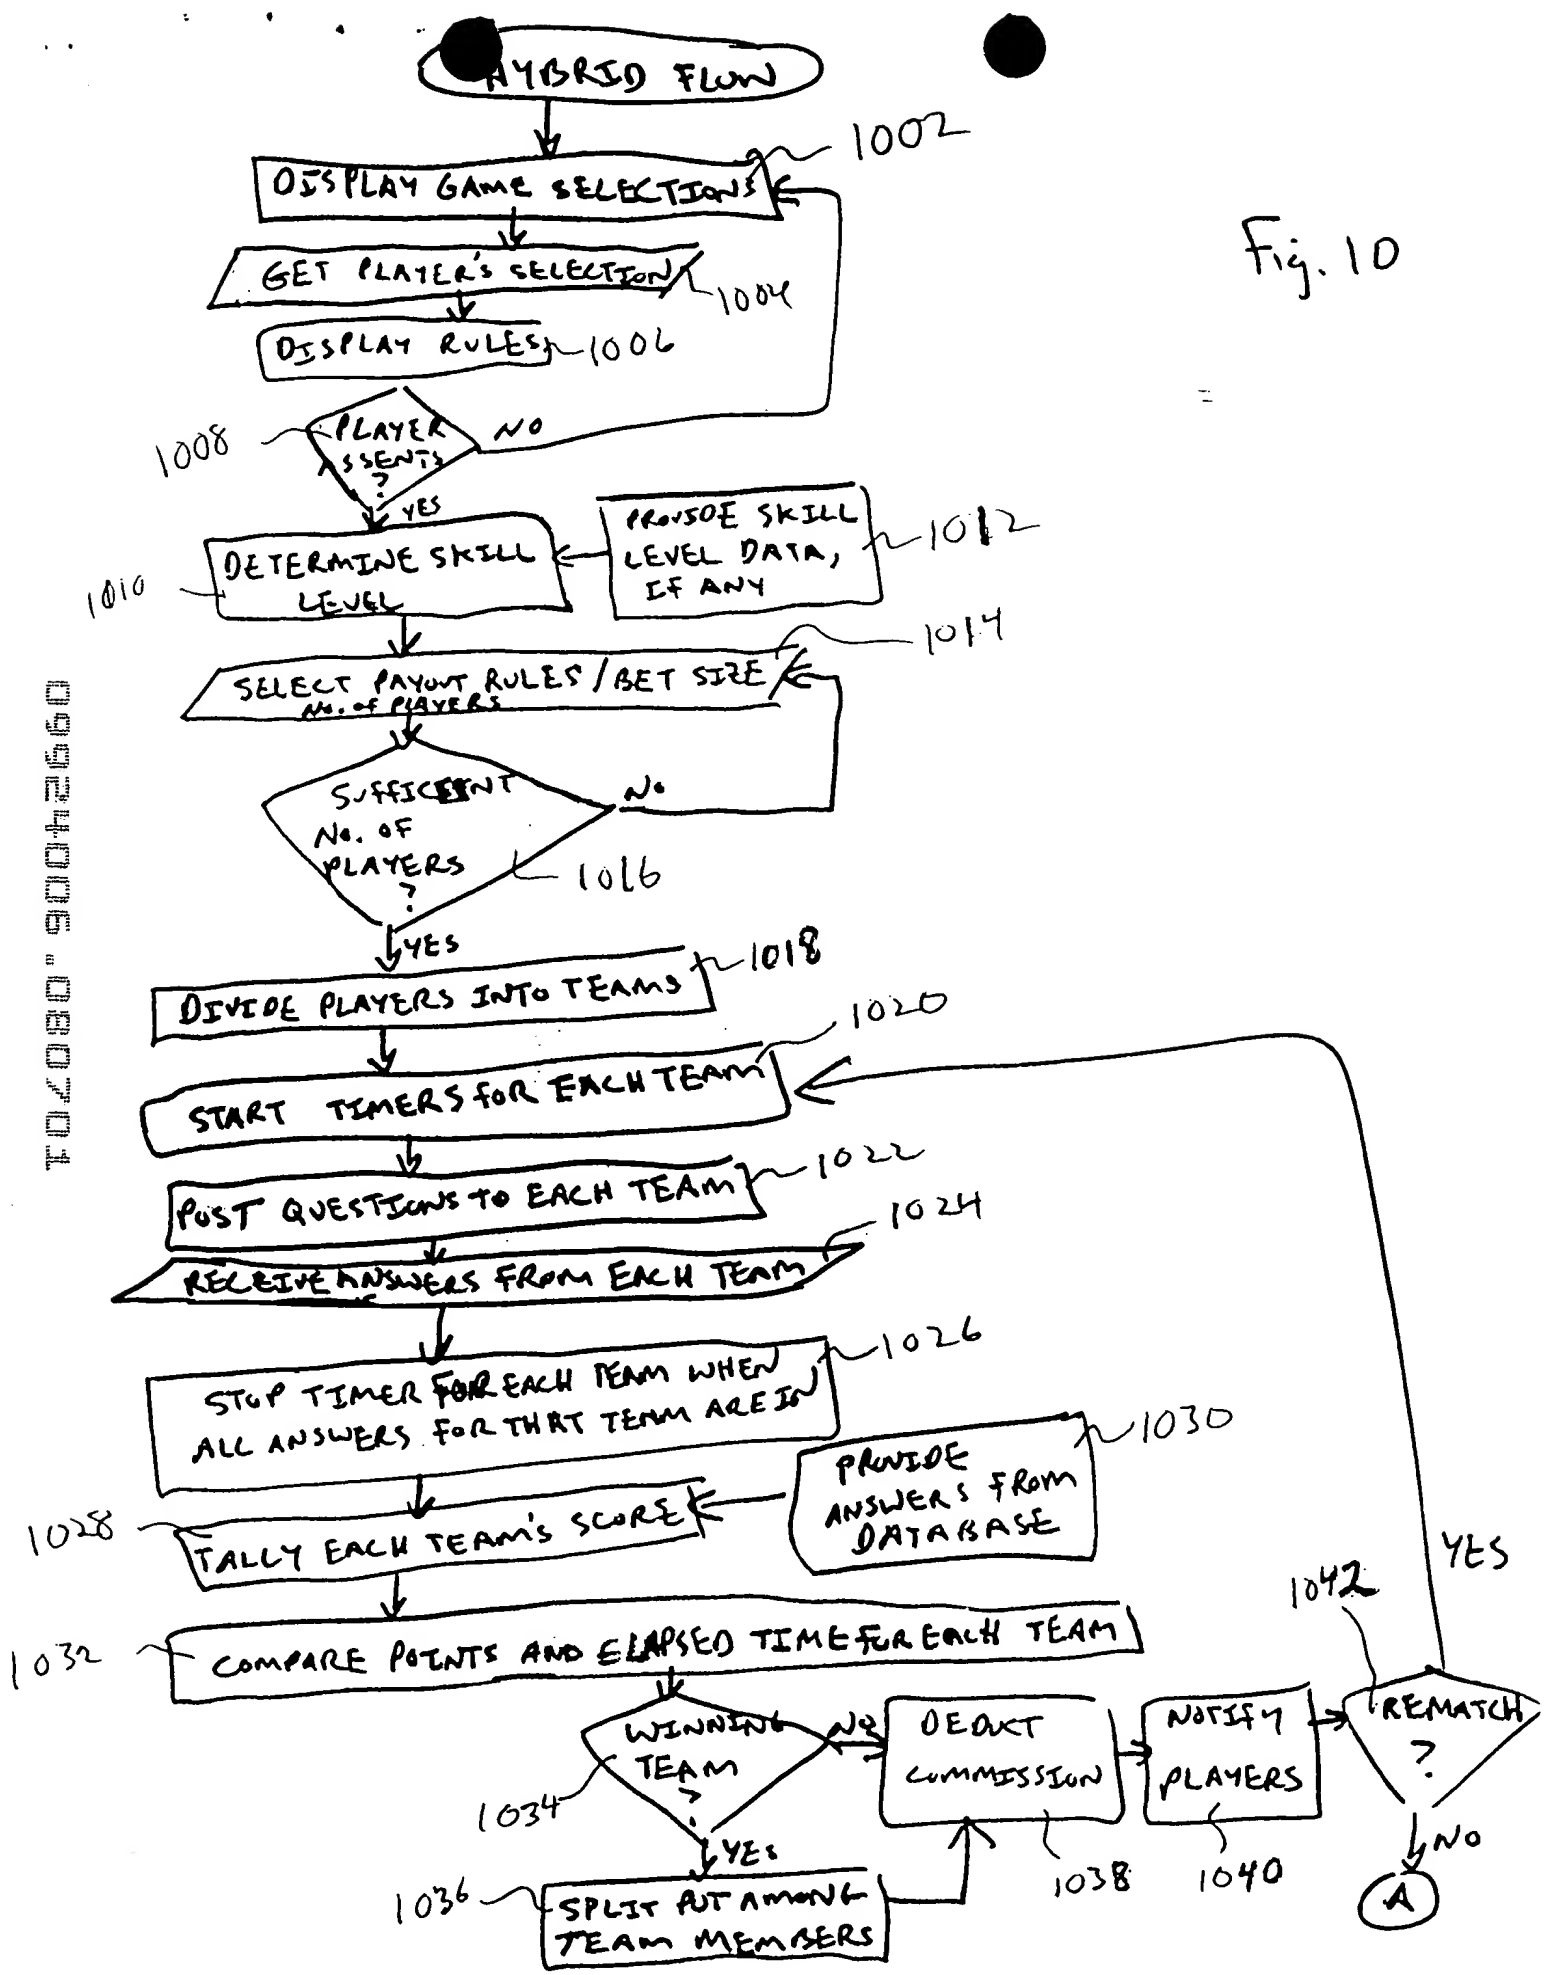 HYBRID FLOW
1002
DISPLAY GAME SELECTIONS
Fig. 10
GET PLAYER'S SELECTION
1004
DISPLAY RULES
1006
1008
PLAYER
ASSENTS
?
NO
YES
PROVIDE SKILL
LEVEL DATA,
IF ANY
1012
DETERMINE SKILL
LEVEL
1010
1014
SELECT PAYOUT RULES / BET SIZE
No. of PLAYERS
SUFFICIENT
No. OF
PLAYERS
?
No
1016
YES
1018
DIVIDE PLAYERS INTO TEAMS
1020
START TIMERS FOR EACH TEAM
1022
POST QUESTIONS TO EACH TEAM
1024
RECEIVE ANSWERS FROM EACH TEAM
1026
STOP TIMER FOR EACH TEAM WHEN
ALL ANSWERS FOR THAT TEAM ARE IN
1030
PROVIDE
ANSWERS FROM
DATABASE
1028
TALLY EACH TEAM'S SCORE
YES
1042
1032
COMPARE POINTS AND ELAPSED TIME FOR EACH TEAM
WINNING
TEAM
?
NO
1034
DEDUCT
COMMISSION
NOTIFY
PLAYERS
REMATCH
?
YES
1038
1040
NO
1036
SPLIT POT AMONG
TEAM MEMBERS
A
09924006.080701